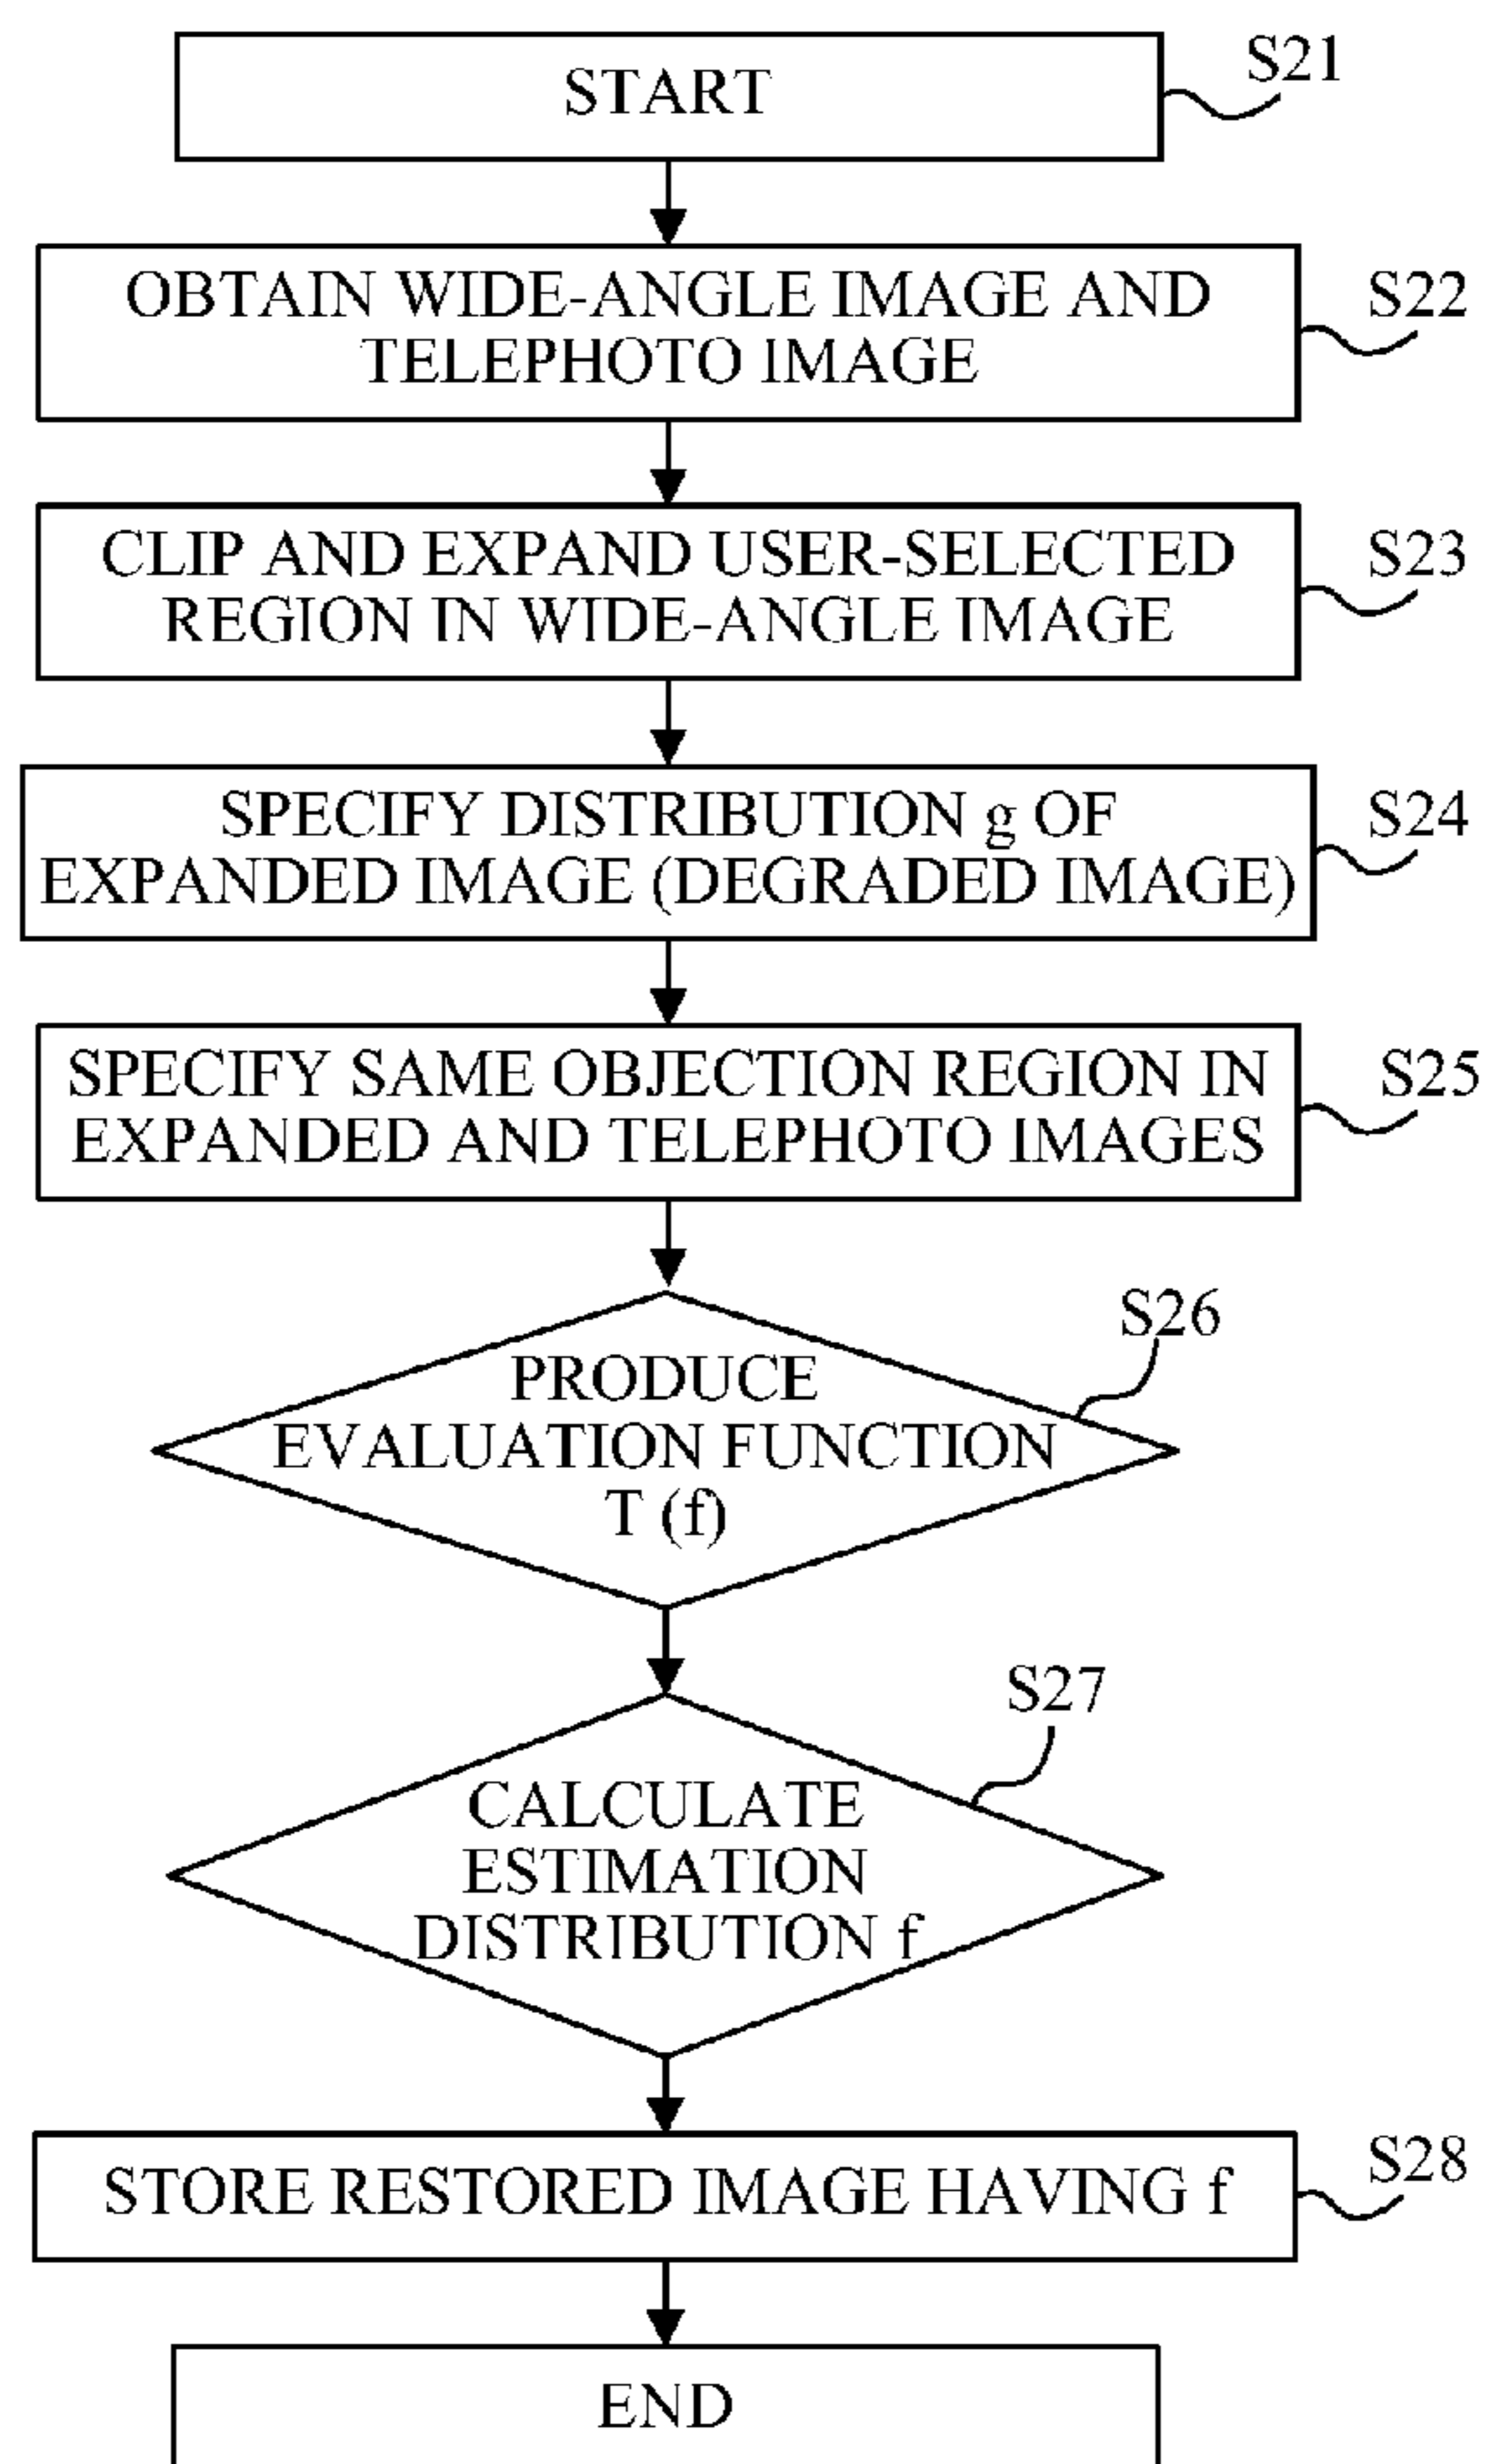 START
S21
OBTAIN WIDE-ANGLE IMAGE AND
TELEPHOTO IMAGE
S22
CLIP AND EXPAND USER-SELECTED
REGION IN WIDE-ANGLE IMAGE
S23
SPECIFY DISTRIBUTION g OF
EXPANDED IMAGE (DEGRADED IMAGE)
S24
SPECIFY SAME OBJECTION REGION IN
EXPANDED AND TELEPHOTO IMAGES
S25
PRODUCE
EVALUATION FUNCTION
T (f)
S26
CALCULATE
ESTIMATION
DISTRIBUTION f
S27
STORE RESTORED IMAGE HAVING f
S28
END